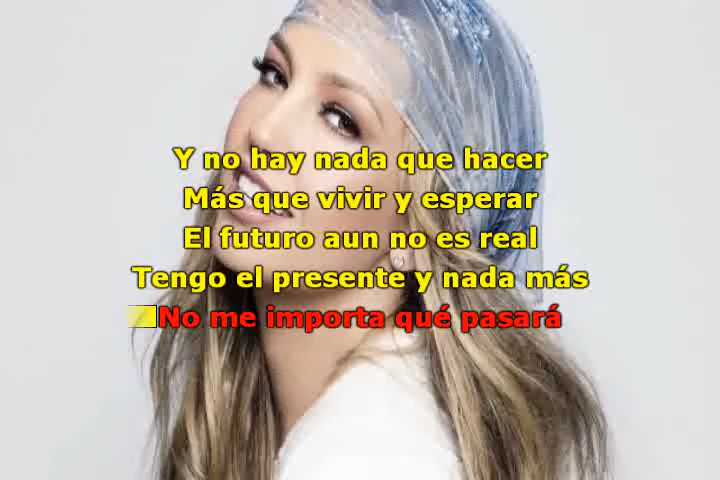 Y no hay nada que hacer
Más que vivir y esperar
El futuro aun no es real
Tengo el presente y nada más
No me importa qué pasará